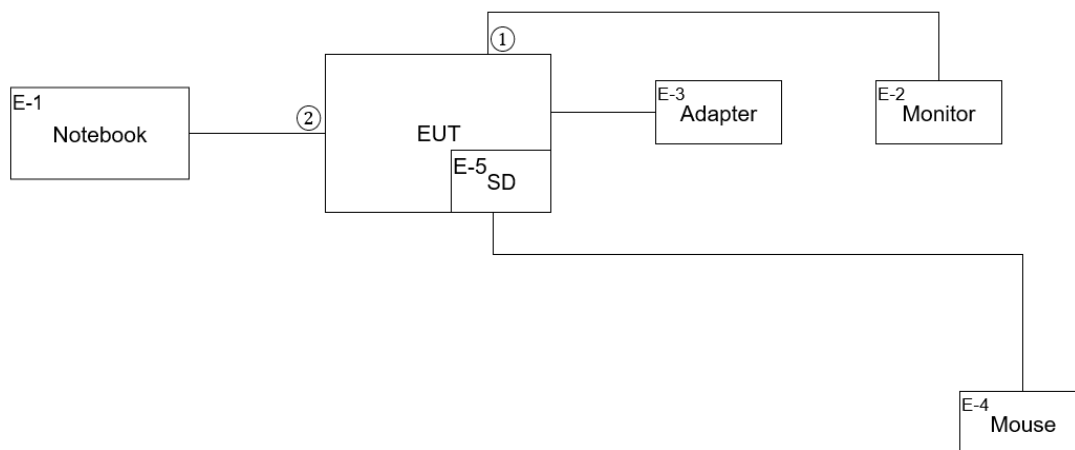 ①
E-1
Notebook
②
EUT
E-5
SD
E-3
Adapter
E-2
Monitor
E-4
Mouse